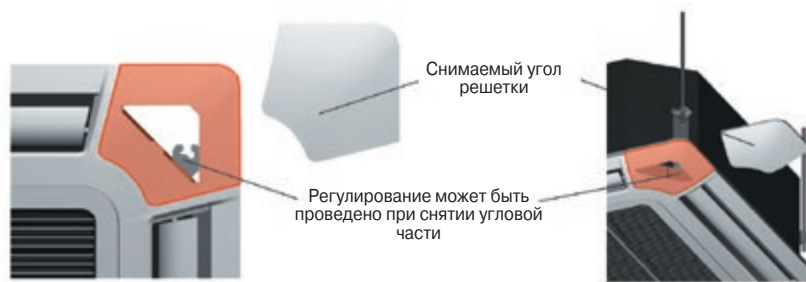 Снимаемый угол
решетки
Регулирование может быть
проведено при снятии угловой
части